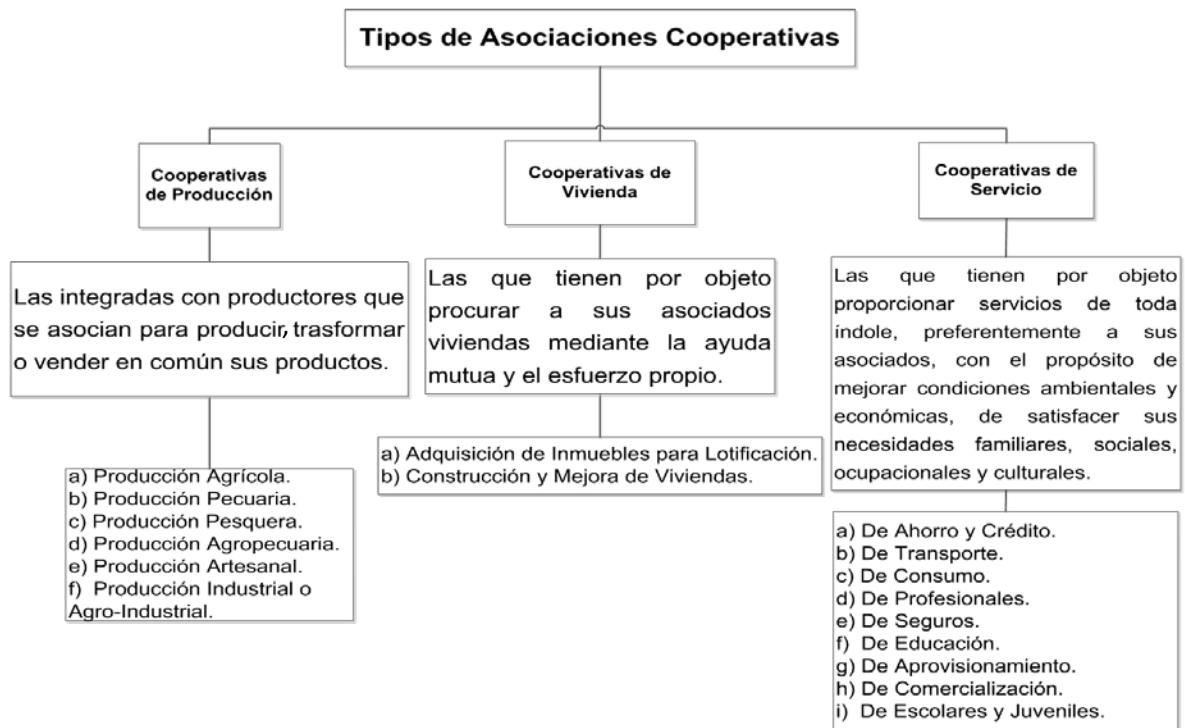 Tipos de Asociaciones Cooperativas
Cooperativas
de Producción
Cooperativas de
Vivienda
Cooperativas de
Servicio
Las integradas con productores que
se asocian para producir, trasformar
o vender en común sus productos.
Las que tienen por objeto
procurar a sus asociados
viviendas mediante la ayuda
mutua y el esfuerzo propio.
Las que tienen por objeto
proporcionar servicios de toda
índole, preferentemente a sus
asociados, con el propósito de
mejorar condiciones ambientales y
económicas, de satisfacer sus
necesidades familiares, sociales,
ocupacionales y culturales.
a) Producción Agrícola.
b) Producción Pecuaria.
c) Producción Pesquera.
d) Producción Agropecuaria.
e) Producción Artesanal.
f) Producción Industrial o
Agro-Industrial.
a) Adquisición de Inmuebles para Lotificación.
b) Construcción y Mejora de Viviendas.
a) De Ahorro y Crédito.
b) De Transporte.
c) De Consumo.
d) De Profesionales.
e) De Seguros.
f) De Educación.
g) De Aprovisionamiento.
h) De Comercialización.
i) De Escolares y Juveniles.